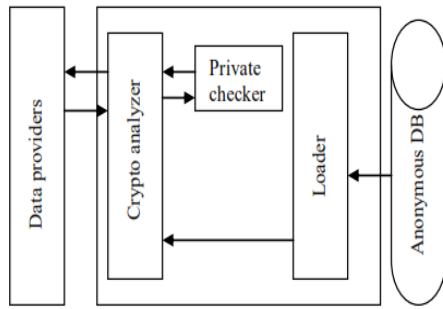 Data providers
Crypto analyzer
Private
checker
Loader
Anonymous DB